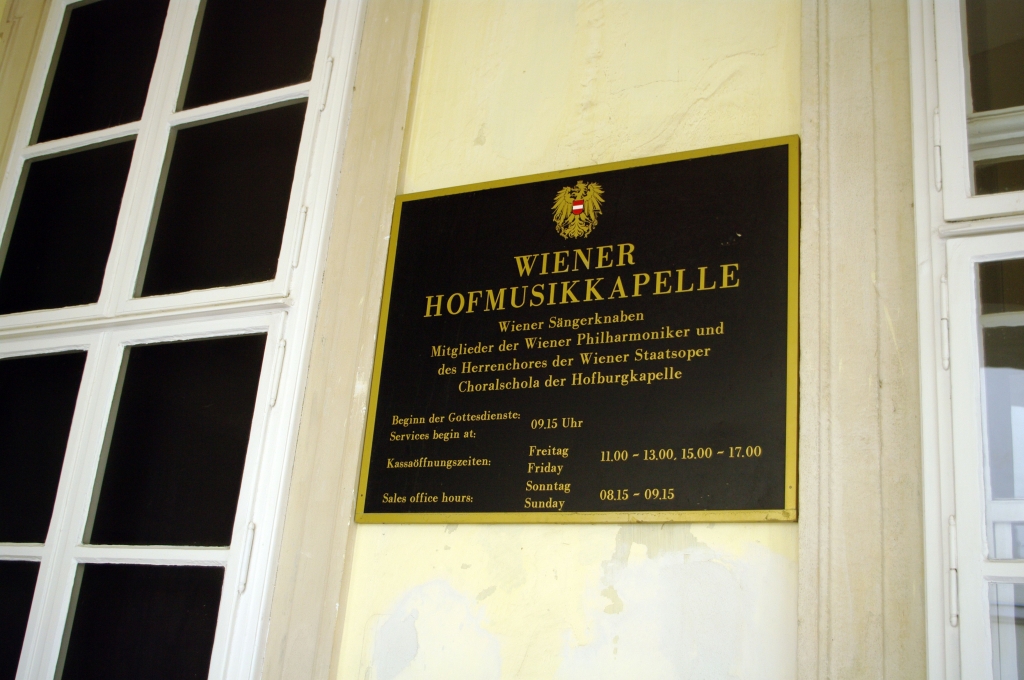 WIENER
HOFMUSIKKAPELLE
Wiener Sängerknaben
Mitglieder der Wiener Philharmoniker und
des Herrenchores der Wiener Staatsoper
Choralschola der Hofburgkapelle
Beginn der Gottesdienste:
Services begin at:
09.15 Uhr
Kassaöffnungszeiten:
Freitag
Friday
11.00 - 13.00, 15.00 - 17.00
Sales office hours:
Sonntag
Sunday
08.15 - 09.15